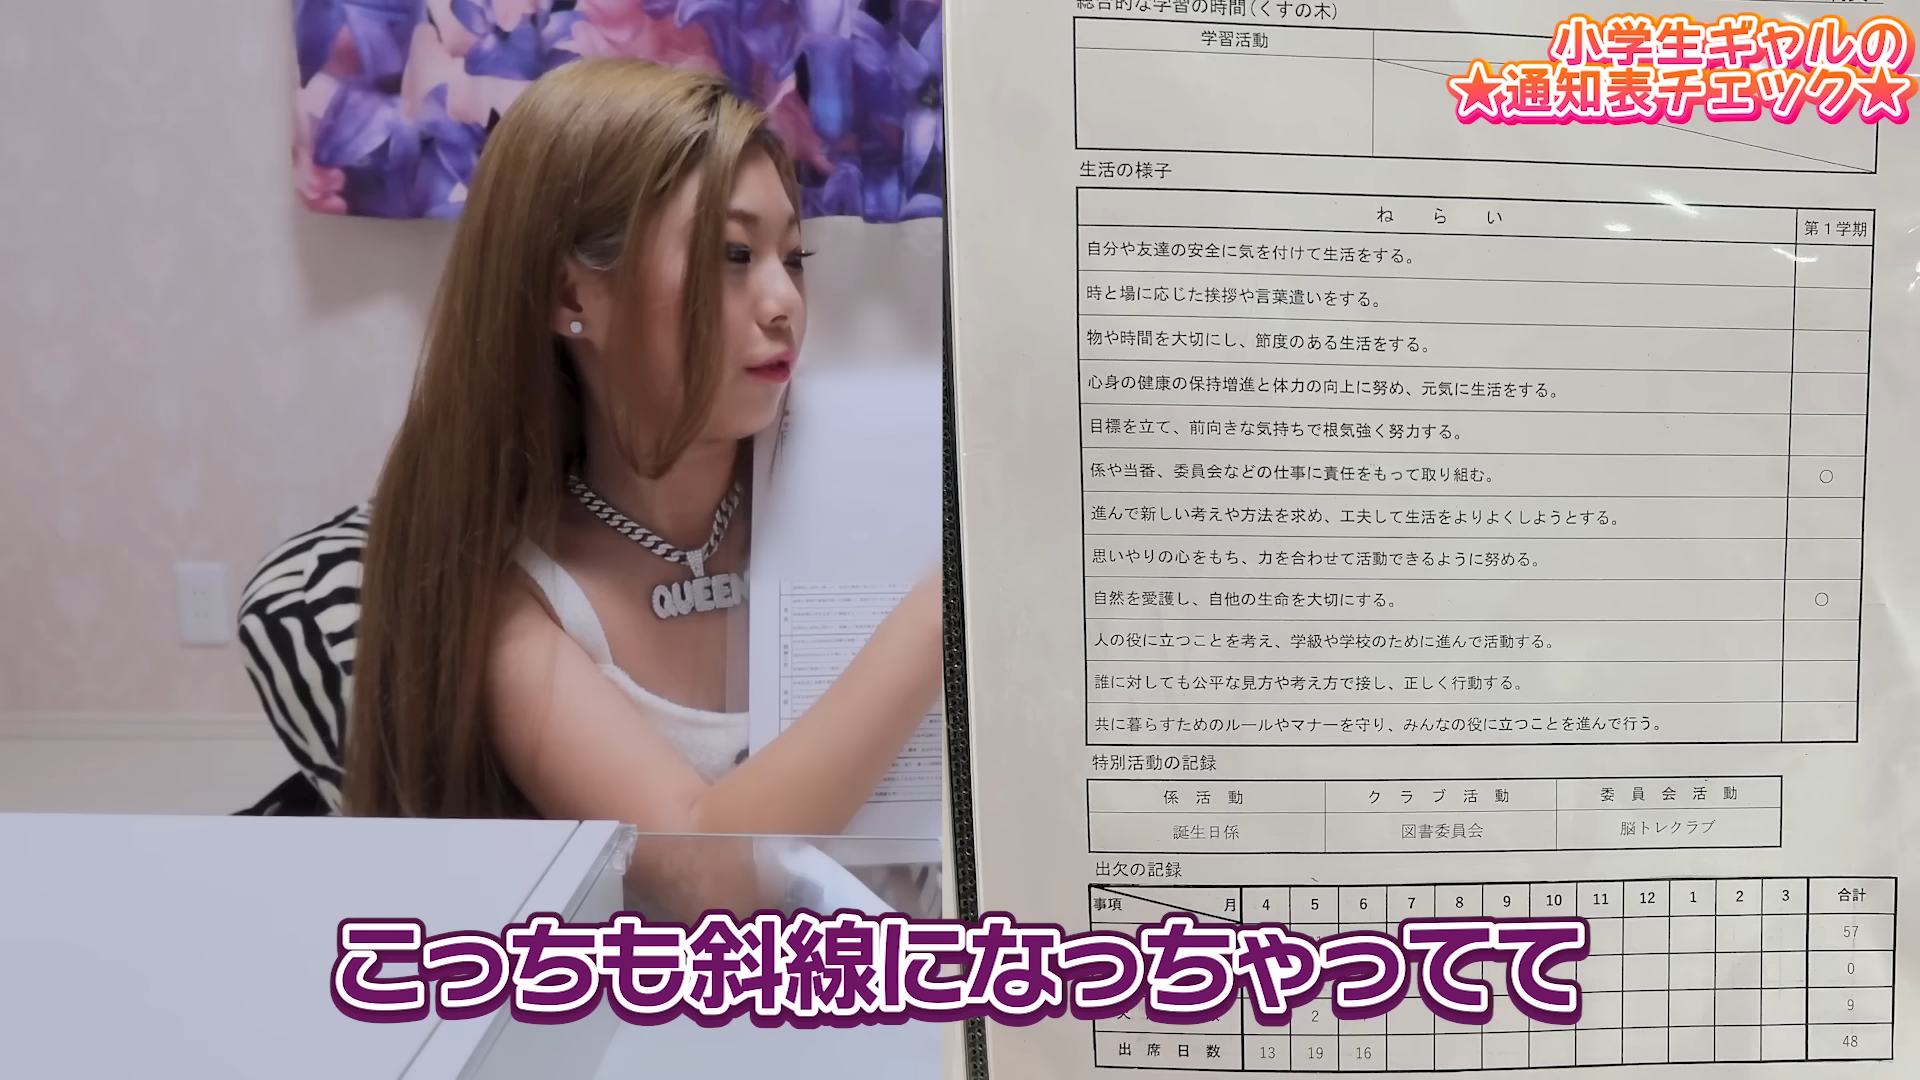 小学生ギャルの
★通知表チェック★
総合的な学習の時間(くすの木)
学習活動
生活の様子
ねらい 第1学期
自分や友達の安全に気を付けて生活をする。
時と場に応じた挨拶や言葉遣いをする。
物や時間を大切にし、節度のある生活をする。
心身の健康の保持増進と体力の向上に努め、元気に生活をする。
目標を立て、前向きな気持ちで根気強く努力する。
係や当番、委員会などの仕事に責任をもって取り組む。 ○
進んで新しい考えや方法を求め、工夫して生活をよりよくしようとする。
思いやりの心をもち、力を合わせて活動できるように努める。
自然を愛護し、自他の生命を大切にする。 ○
人の役に立つことを考え、学級や学校のために進んで活動する。
誰に対しても公平な見方や考え方で接し、正しく行動する。
共に暮らすためのルールやマナーを守り、みんなの役に立つことを進んで行う。
特別活動の記録
係活動 クラブ活動 委員会活動
誕生日係 図書委員会 脳トレクラブ
出欠の記録
事項 月 4 5 6 7 8 9 10 11 12 1 2 3 合計
57
0
2 9
出席日数 13 19 16 48
QUEEN
こっちも斜線になっちゃってて